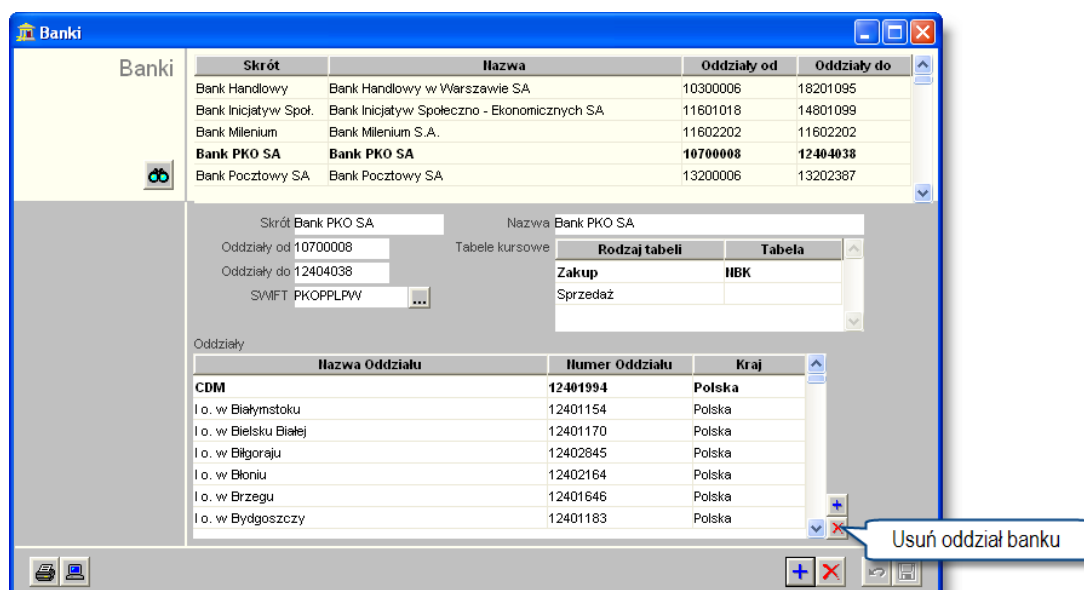 Banki
Banki
Skrót Nazwa Oddziały od Oddziały do
Bank Handlowy Bank Handlowy w Warszawie SA 10300006 18201095
Bank Inicjatyw Społ. Bank Inicjatyw Społeczno - Ekonomicznych SA 11601018 14801099
Bank Milenium Bank Milenium S.A. 11602202 11602202
Bank PKO SA Bank PKO SA 10700008 12404038
Bank Pocztowy SA Bank Pocztowy SA 13200006 13202387
Skrót Bank PKO SA Nazwa Bank PKO SA
Oddziały od 10700008 Tabele kursowe Rodzaj tabeli Tabela
Oddziały do 12404038 Zakup NBK
SWIFT PKOPPLPW ... Sprzedaż
Oddziały
Nazwa Oddziału Numer Oddziału Kraj
CDM 12401994 Polska
I o. w Białymstoku 12401154 Polska
I o. w Bielsku Białej 12401170 Polska
I o. w Biłgoraju 12402845 Polska
I o. w Błoniu 12402164 Polska
I o. w Brzegu 12401646 Polska
I o. w Bydgoszczy 12401183 Polska
Usuń oddział banku